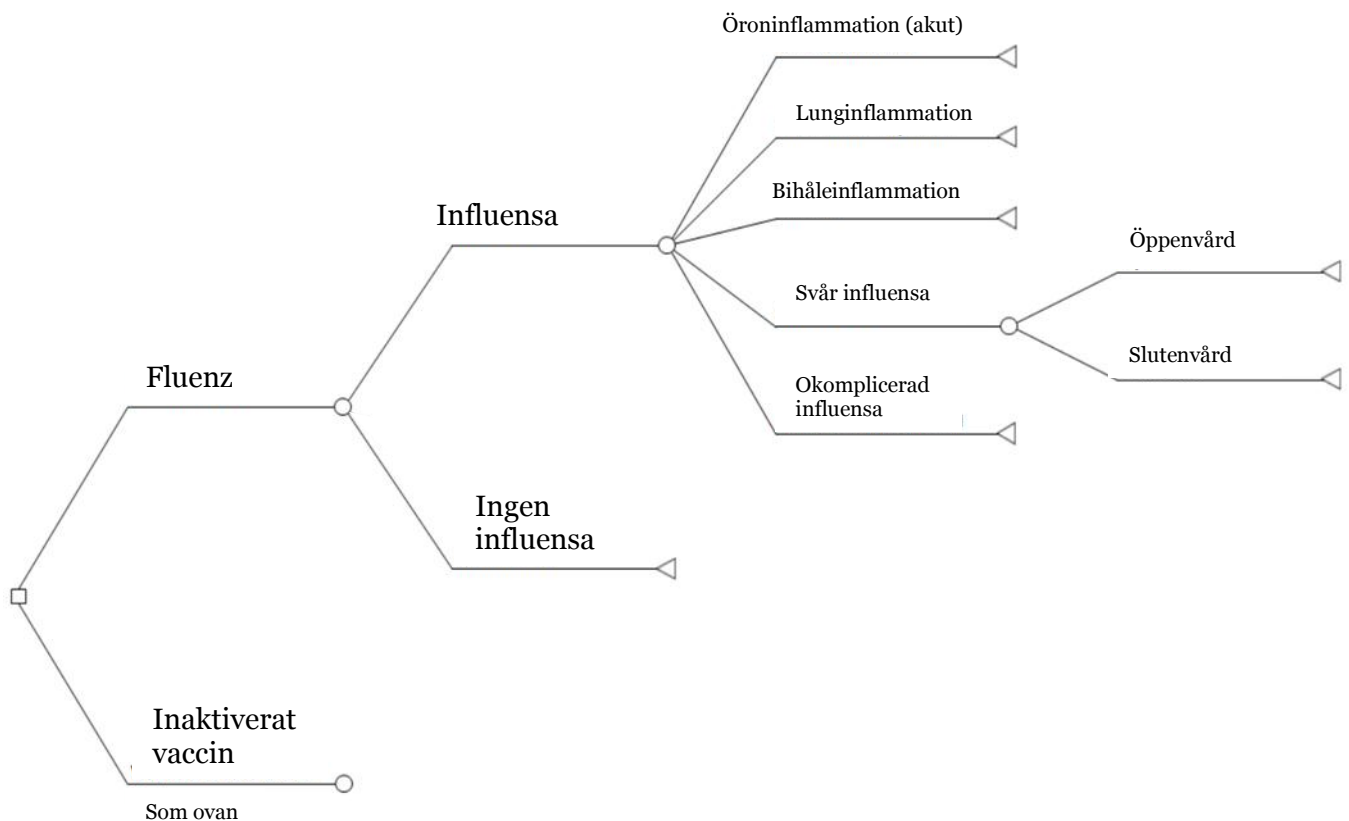 Öroninflammation (akut)
Lunginflammation
Bihåleinflammation
Influensa
Öppenvård
Svår influensa
Slutenvård
Fluenz
Okomplicerad
influensa
Ingen
influensa
Inaktiverat
vaccin
Som ovan